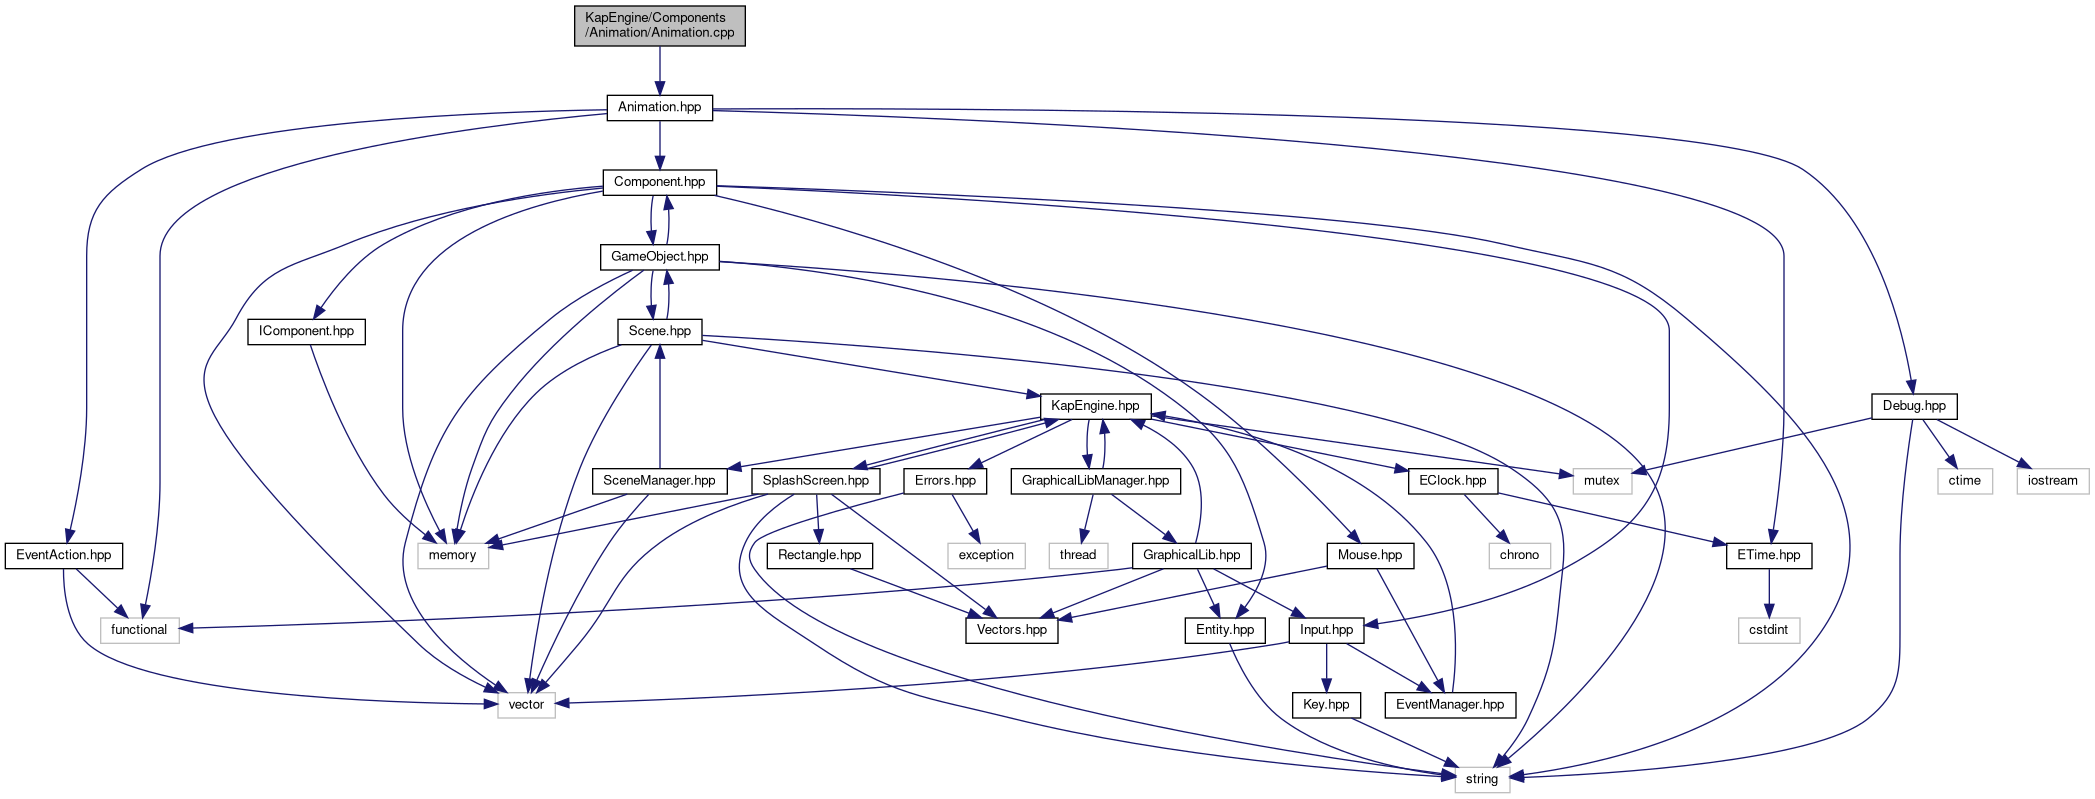 KapEngine/Components
/Animation/Animation.cpp
Animation.hpp
Component.hpp
GameObject.hpp
IComponent.hpp
Scene.hpp
KapEngine.hpp
Debug.hpp
SceneManager.hpp
SplashScreen.hpp
Errors.hpp
GraphicalLibManager.hpp
EClock.hpp
mutex
ctime
iostream
EventAction.hpp
memory
Rectangle.hpp
exception
thread
GraphicalLib.hpp
Mouse.hpp
chrono
ETime.hpp
functional
Vectors.hpp
Entity.hpp
Input.hpp
cstdint
vector
Key.hpp
EventManager.hpp
string